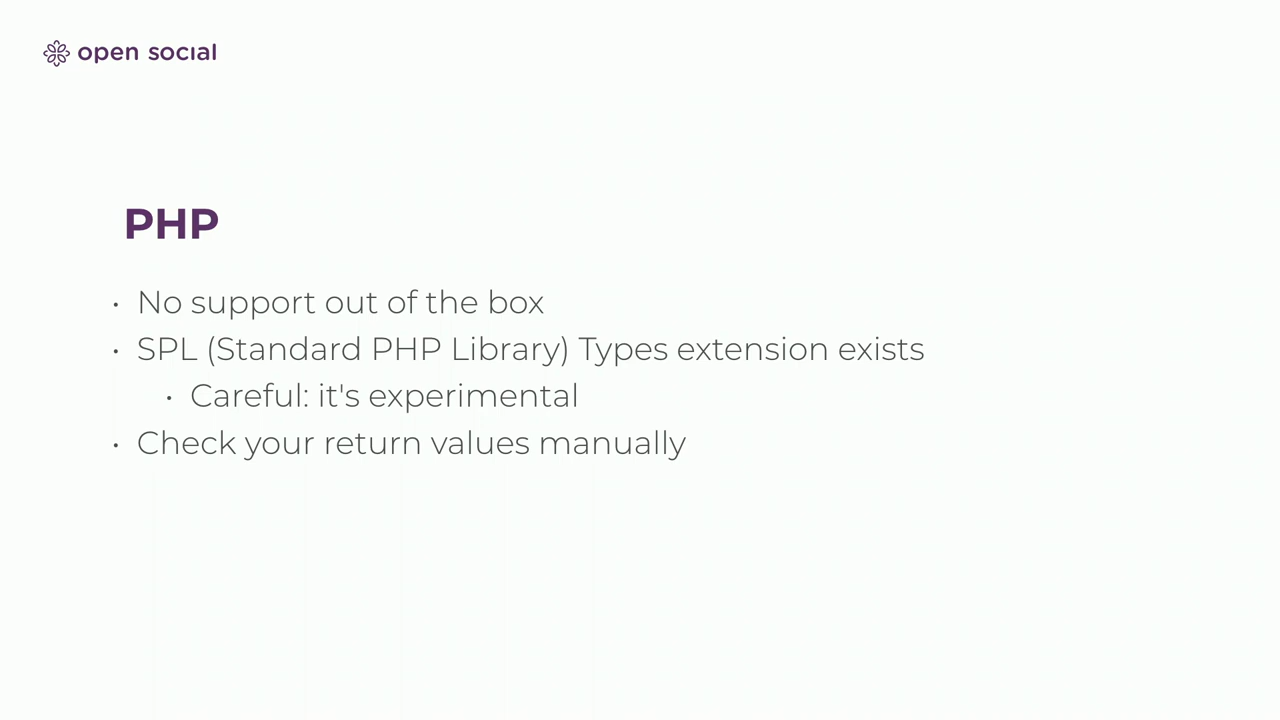 open social
PHP
• No support out of the box
• SPL (Standard PHP Library) Types extension exists
• Careful: it's experimental
• Check your return values manually